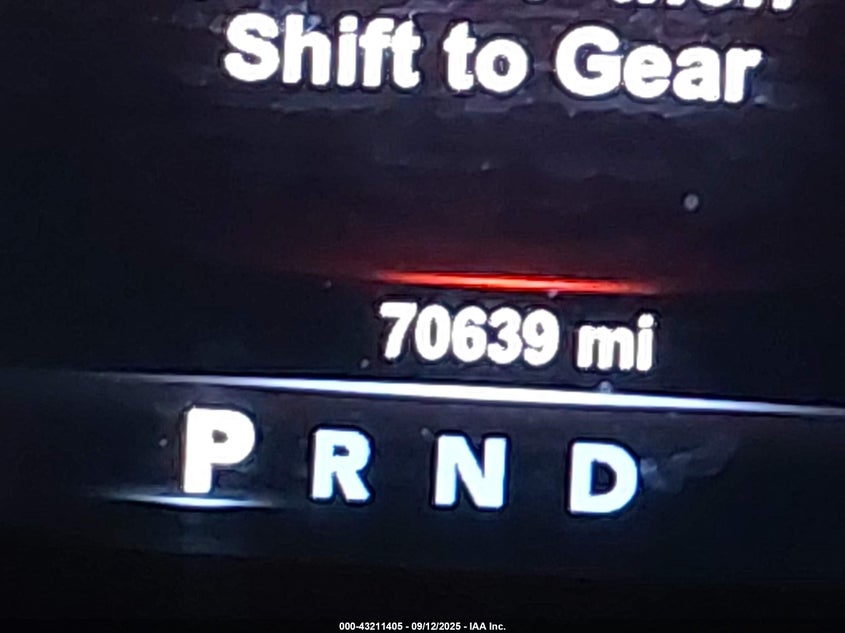 Shift to Gear
70639 mi
P R N D
000-43211405 - 09/12/2025 - IAA Inc.